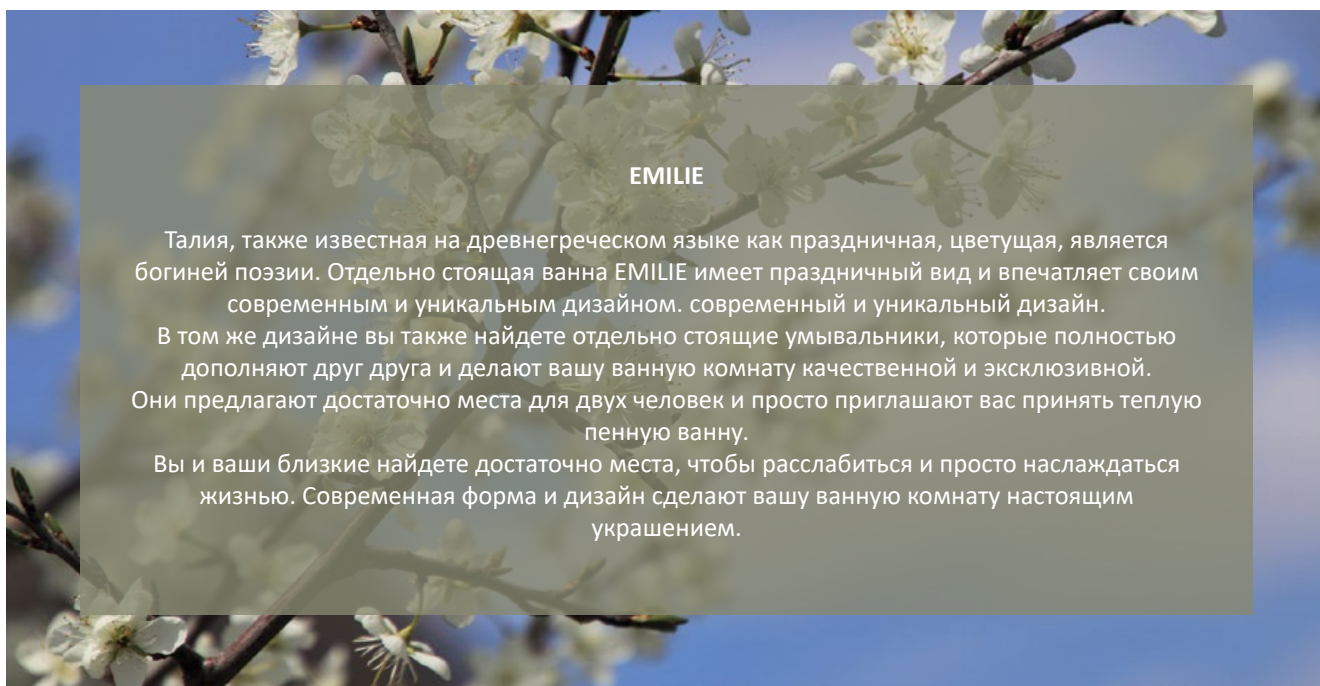 EMILIE
Талия, также известная на древнегреческом языке как праздничная, цветущая, является
богиней поэзии. Отдельно стоящая ванна EMILIE имеет праздничный вид и впечатляет своим
современным и уникальным дизайном. современный и уникальный дизайн.
В том же дизайне вы также найдете отдельно стоящие умывальники, которые полностью
дополняют друг друга и делают вашу ванную комнату качественной и эксклюзивной.
Они предлагают достаточно места для двух человек и просто приглашают вас принять теплую
пенную ванну.
Вы и ваши близкие найдете достаточно места, чтобы расслабиться и просто наслаждаться
жизнью. Современная форма и дизайн сделают вашу ванную комнату настоящим
украшением.